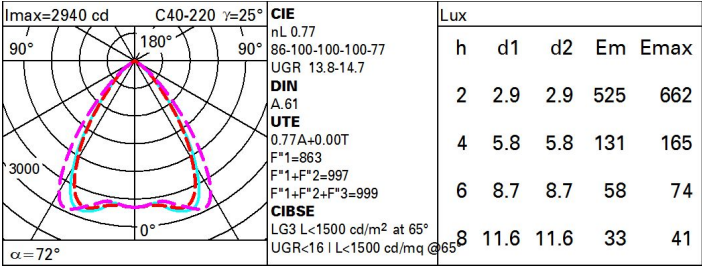 Imax=2940 cd C40-220 γ=25°
90° 180° 90°
3000
0°
α=72°
CIE
nL 0.77
86-100-100-100-77
UGR 13.8-14.7
DIN
A.61
UTE
0.77A+0.00T
F"1=863
F"1+F"2=997
F"1+F"2+F"3=999
CIBSE
LG3 L<1500 cd/m² at 65°
UGR<16 | L<1500 cd/mq @65°
Lux
h d1 d2 Em Emax
2 2.9 2.9 525 662
4 5.8 5.8 131 165
6 8.7 8.7 58 74
8 11.6 11.6 33 41